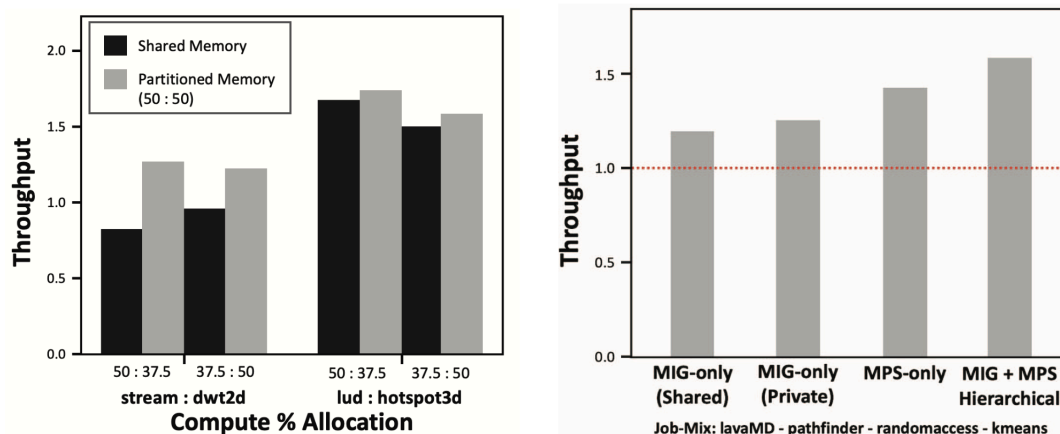 Throughput
2.0
1.5
1.0
0.5
0.0
Shared Memory
Partitioned Memory
(50 : 50)
50 : 37.5 37.5 : 50 50 : 37.5 37.5 : 50
stream : dwt2d lud : hotspot3d
Compute % Allocation
Throughput
1.5
1.0
0.5
0.0
MIG-only MIG-only MPS-only MIG + MPS
(Shared) (Private) Hierarchical
Job-Mix: lavaMD - pathfinder - randomaccess - kmeans